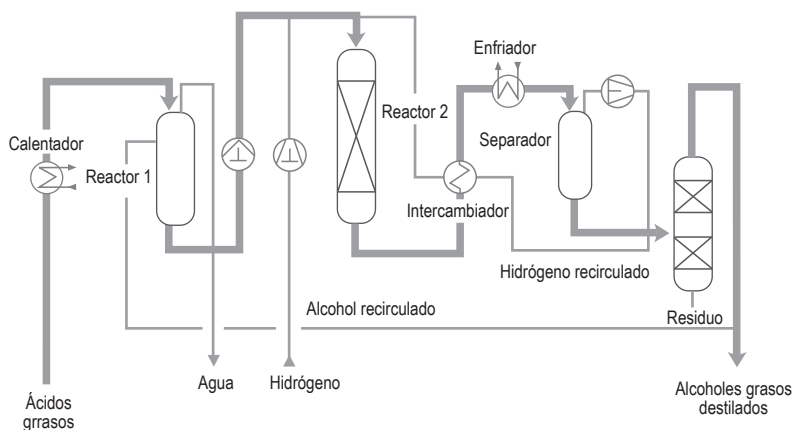 Enfriador
Calentador
Reactor 1
Reactor 2
Separador
Intercambiador
Hidrógeno recirculado
Alcohol recirculado
Residuo
Agua
Hidrógeno
Ácidos
grrasos
Alcoholes grasos
destilados